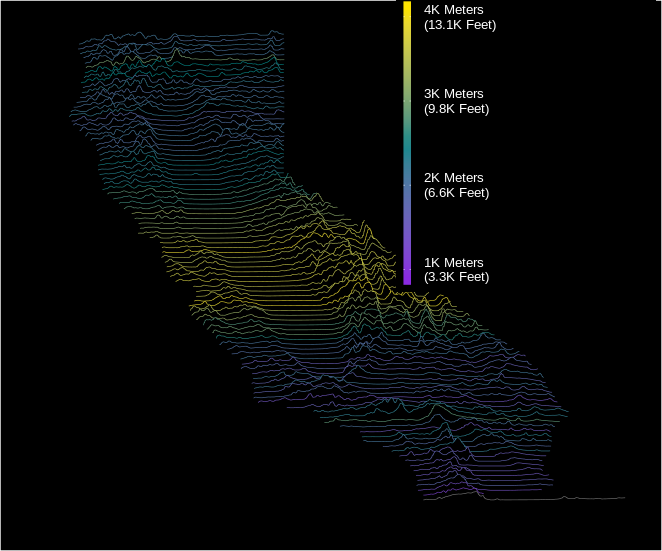 4K Meters
(13.1K Feet)
3K Meters
(9.8K Feet)
2K Meters
(6.6K Feet)
1K Meters
(3.3K Feet)